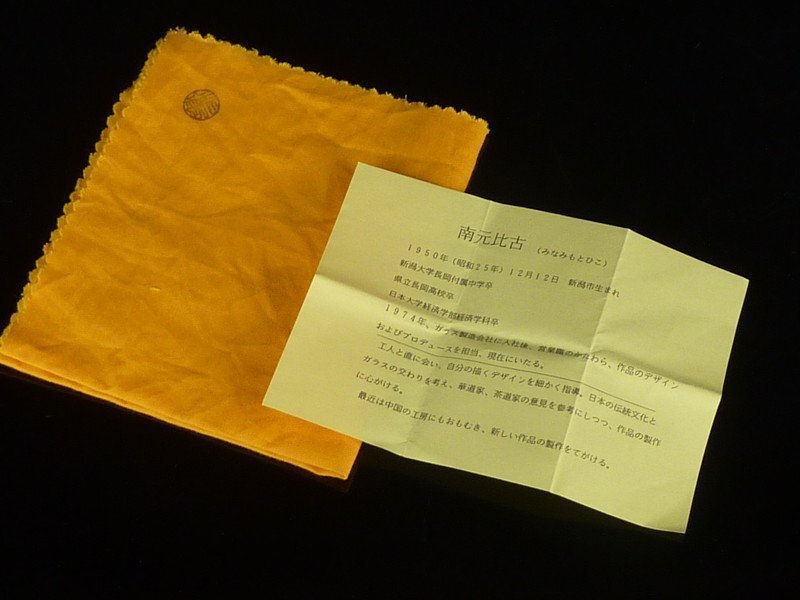 南元比古 (みなみもとひこ)
1950年(昭和25年)12月12日 新潟市生まれ
新潟大学長岡付属中学卒
県立長岡高校卒
日本大学経済学部経済学科卒
1974年、ガラス製造会社に入社後、営業職のかたわら、作品のデザイン
およびプロデュースを担当、現在にいたる。
工人と直に会い、自分の描くデザインを細かく指導。日本の伝統文化と
ガラスの交わりを考え、華道家、茶道家の意見を参考にしつつ、作品の製作
に心がける。
最近は中国の工房にもおもむき、新しい作品の製作をてがける。